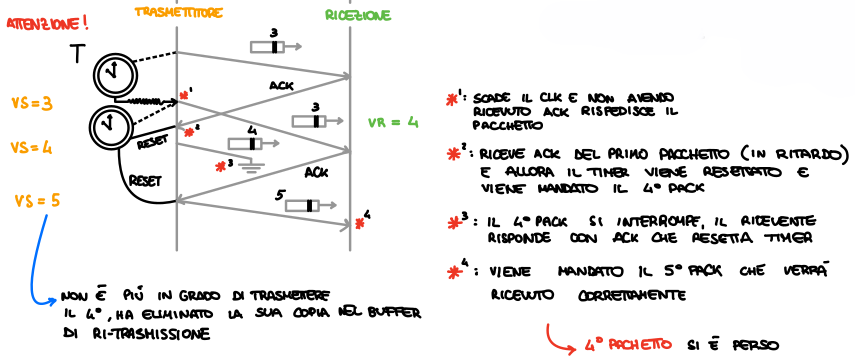 ATTENZIONE!
TRASMETTITORE
RICEZIONE
T
3
ACK
VS=3
*1
3
VR = 4
*2
RESET
4
VS=4
*3
ACK
RESET
VS = 5
5
*4
NON È PIÙ IN GRADO DI TRASMETTERE
IL 4°, HA ELIMINATO LA SUA COPIA NEL BUFFER
DI RI-TRASMISSIONE
*1: SCADE IL CLK E NON AVENDO
RICEVUTO ACK RISPEDISCE IL
PACCHETTO
*2: RICEVE ACK DEL PRIMO PACCHETTO (IN RITARDO)
E ALLORA IL TIMER VIENE RESETTATO E
VIENE MANDATO IL 4° PACK
*3: IL 4° PACK SI INTERROMPE, IL RICEVENTE
RISPONDE CON ACK CHE RESETTA TIMER
*4: VIENE MANDATO IL 5° PACK CHE VERRÀ
RICEVUTO CORRETTAMENTE
4° PACHETTO SI È PERSO